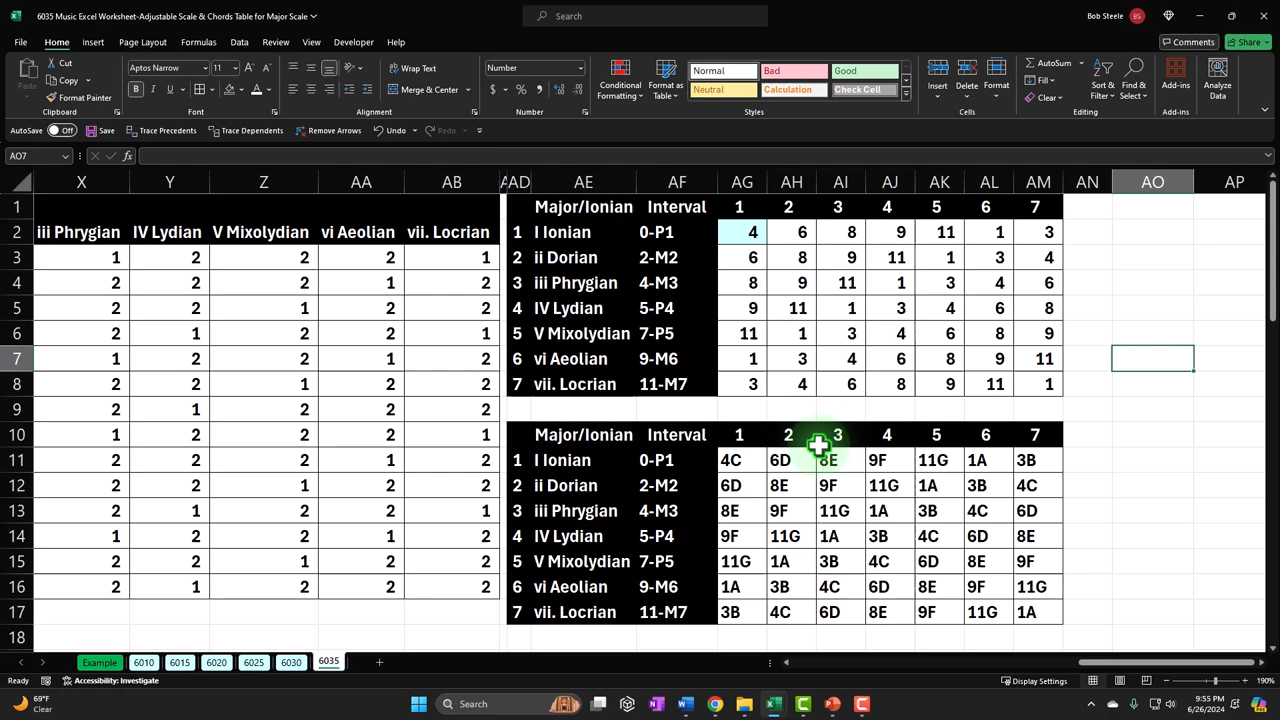 6035 Music Excel Worksheet-Adjustable Scale & Chords Table for Major Scale
Search
Bob Steele BS
File Home Insert Page Layout Formulas Data Review View Developer Help
Comments Share
Paste Cut Copy Format Painter Clipboard
Aptos Narrow 11 Font
Wrap Text Merge & Center Alignment
Number Number
Conditional Formatting Format as Table
Normal Bad Good
Neutral Calculation Check Cell
Styles
Insert Delete Format Cells
AutoSum Fill Clear Sort & Filter Find & Select Editing
Add-ins Add-ins
Analyze Data
AutoSave Off Save Trace Precedents Trace Dependents Remove Arrows Undo Redo
AO7 fx
X Y Z AA AB AD AE AF AG AH AI AJ AK AL AM AN AO AP
1 Major/Ionian Interval 1 2 3 4 5 6 7
2 iii Phrygian IV Lydian V Mixolydian vi Aeolian vii. Locrian 1 I Ionian 0-P1 4 6 8 9 11 1 3
3 1 2 2 2 1 2 ii Dorian 2-M2 6 8 9 11 1 3 4
4 2 2 2 1 2 3 iii Phrygian 4-M3 8 9 11 1 3 4 6
5 2 2 1 2 2 4 IV Lydian 5-P4 9 11 1 3 4 6 8
6 2 1 2 2 1 5 V Mixolydian 7-P5 11 1 3 4 6 8 9
7 1 2 2 1 2 6 vi Aeolian 9-M6 1 3 4 6 8 9 11
8 2 2 1 2 2 7 vii. Locrian 11-M7 3 4 6 8 9 11 1
9 2 1 2 2 2
10 1 2 2 2 1 Major/Ionian Interval 1 2 3 4 5 6 7
11 2 2 2 1 2 1 I Ionian 0-P1 4C 6D 8E 9F 11G 1A 3B
12 2 2 1 2 2 2 ii Dorian 2-M2 6D 8E 9F 11G 1A 3B 4C
13 2 1 2 2 1 3 iii Phrygian 4-M3 8E 9F 11G 1A 3B 4C 6D
14 1 2 2 1 2 4 IV Lydian 5-P4 9F 11G 1A 3B 4C 6D 8E
15 2 2 1 2 2 5 V Mixolydian 7-P5 11G 1A 3B 4C 6D 8E 9F
16 2 1 2 2 2 6 vi Aeolian 9-M6 1A 3B 4C 6D 8E 9F 11G
17 7 vii. Locrian 11-M7 3B 4C 6D 8E 9F 11G 1A
18
Example 6010 6015 6020 6025 6030 6035
Ready Accessibility: Investigate Display Settings 190%
69°F
Clear
Search
9:55 PM
6/26/2024